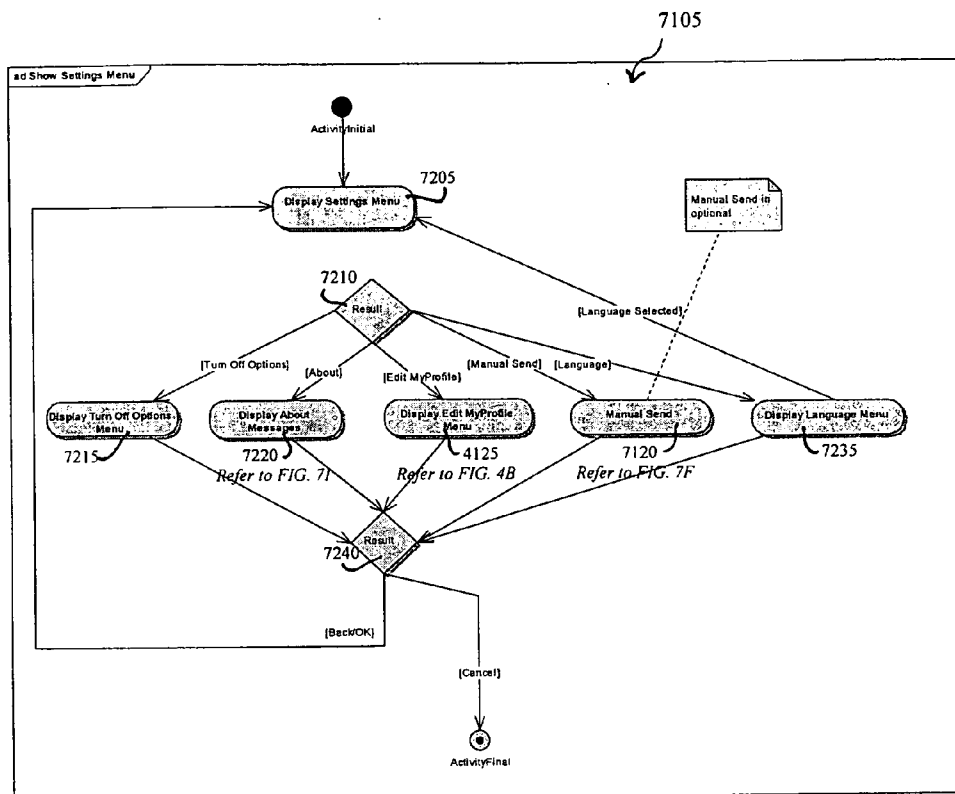 7105
ad Show Settings Menu
ActivityInitial
7205
Display Settings Menu
Manual Send in
optional
7210
Result
[Language Selected]
[Turn Off Options]
[About]
[Edit MyProfile]
[Manual Send]
[Language]
Display Turn Off Options
Menu
7215
Display About
Messages
7220
Refer to FIG. 7I
Display Edit MyProfile
Menu
4125
Refer to FIG. 4B
Manual Send
7120
Refer to FIG. 7F
Display Language Menu
7235
Result
7240
[Back/OK]
[Cancel]
ActivityFinal